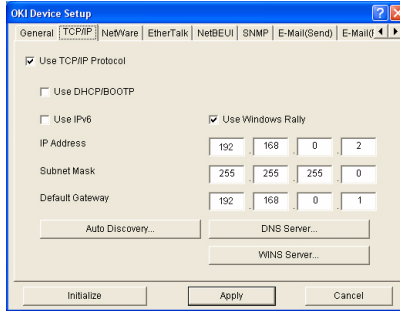 OKI Device Setup
General TCP/IP NetWare EtherTalk NetBEUI SNMP E-Mail(Send) E-Mail(
Use TCP/IP Protocol
Use DHCP/BOOTP
Use IPv6 Use Windows Rally
IP Address 192 . 168 . 0 . 2
Subnet Mask 255 . 255 . 255 . 0
Default Gateway 192 . 168 . 0 . 1
Auto Discovery... DNS Server...
WINS Server...
Initialize Apply Cancel